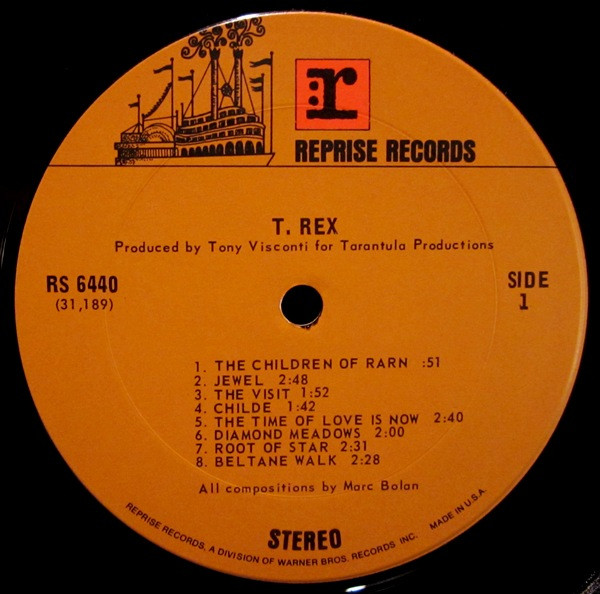 :r
REPRISE RECORDS
T. REX
Produced by Tony Visconti for Tarantula Productions
RS 6440
(31,189)
SIDE
1
1. THE CHILDREN OF RARN :51
2. JEWEL 2:48
3. THE VISIT 1:52
4. CHILDE 1:42
5. THE TIME OF LOVE IS NOW 2:40
6. DIAMOND MEADOWS 2:00
7. ROOT OF STAR 2:31
8. BELTANE WALK 2:28
All compositions by Marc Bolan
STEREO
REPRISE RECORDS, A DIVISION OF WARNER BROS. RECORDS INC. MADE IN U.S.A.